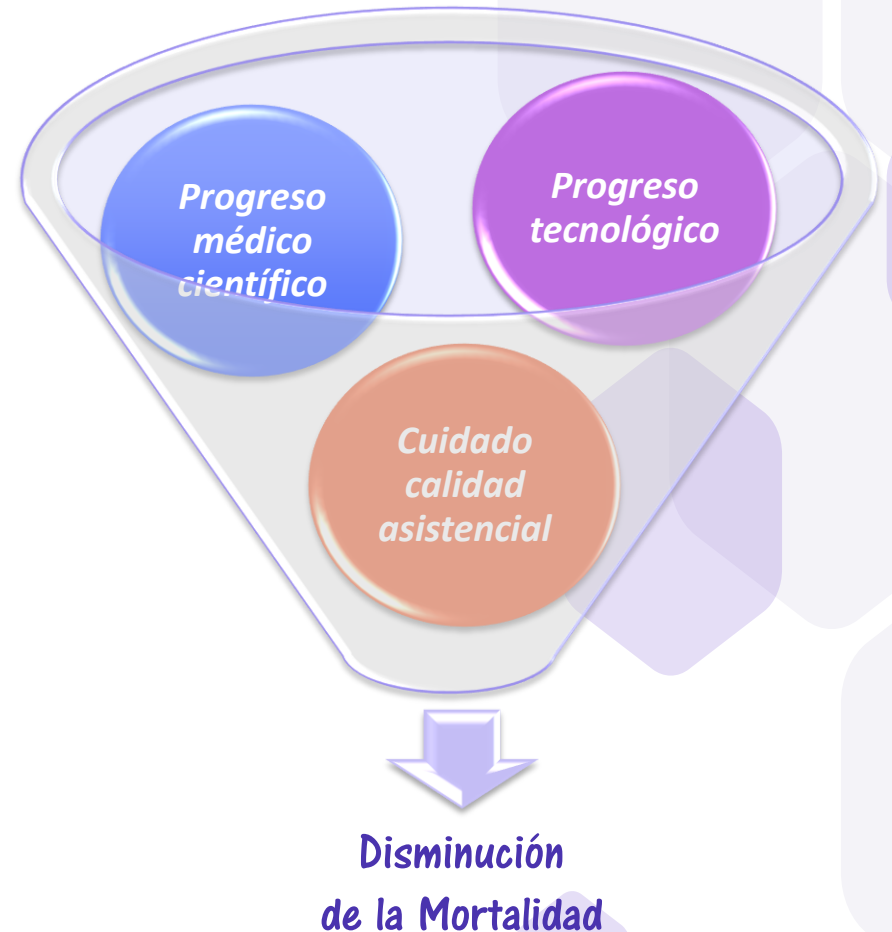 Progreso
médico
científico
Progreso
tecnológico
Cuidado
calidad
asistencial
Disminución
de la Mortalidad